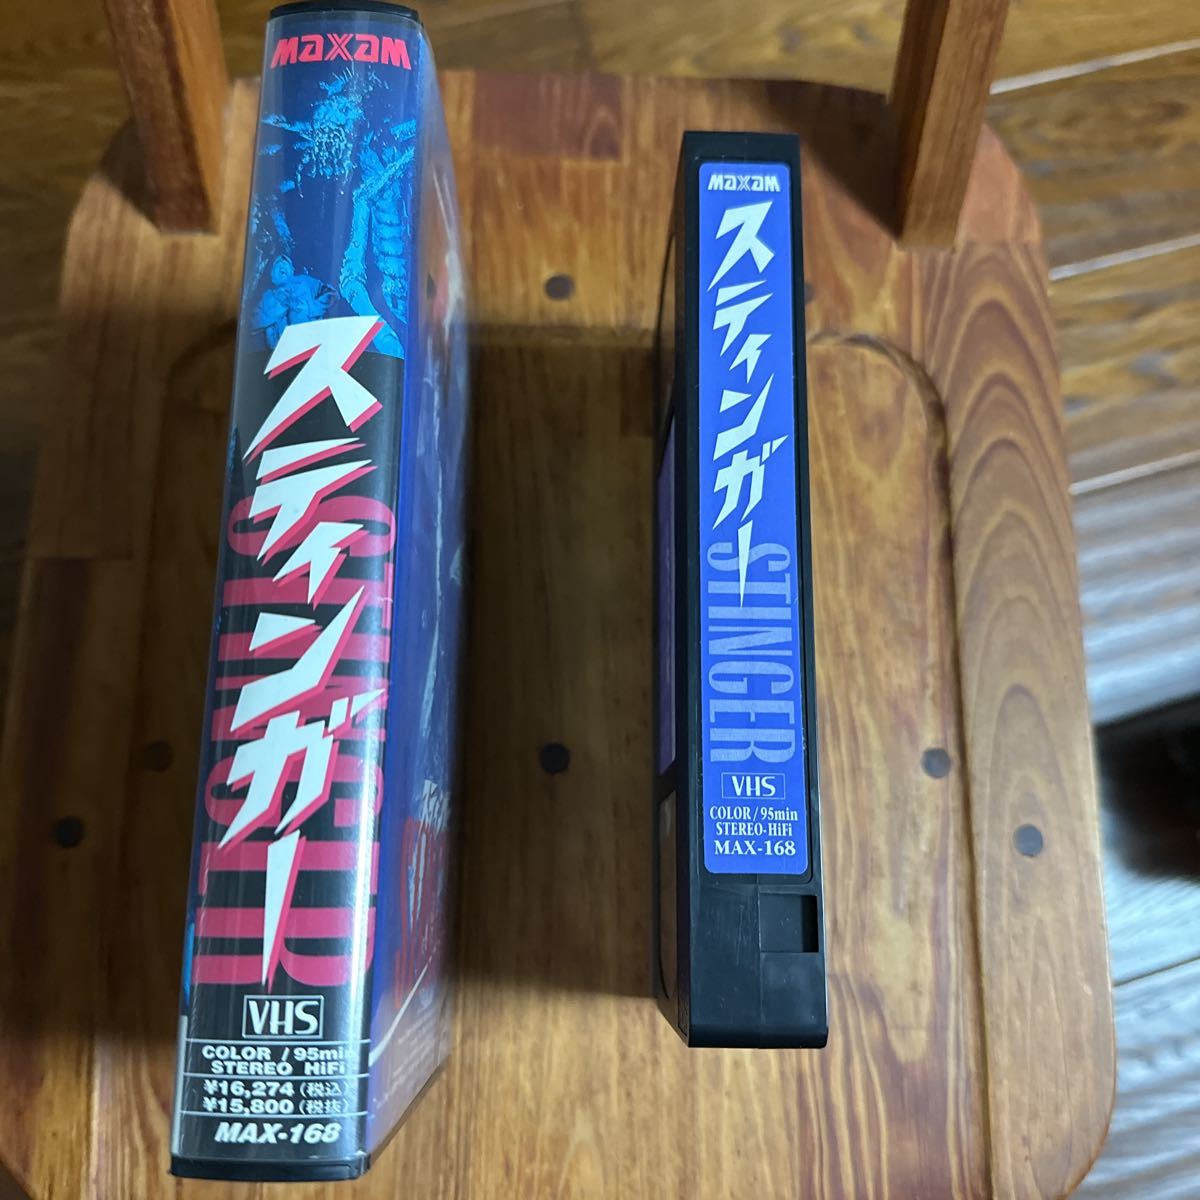 MAXAM
スティンガー
STINGER
VHS
COLOR / 95min
STEREO HiFi
¥16,274(税込)
¥15,800(税抜)
MAX-168
MAXAM
スティンガー
STINGER
VHS
COLOR/95min
STEREO-HiFi
MAX-168